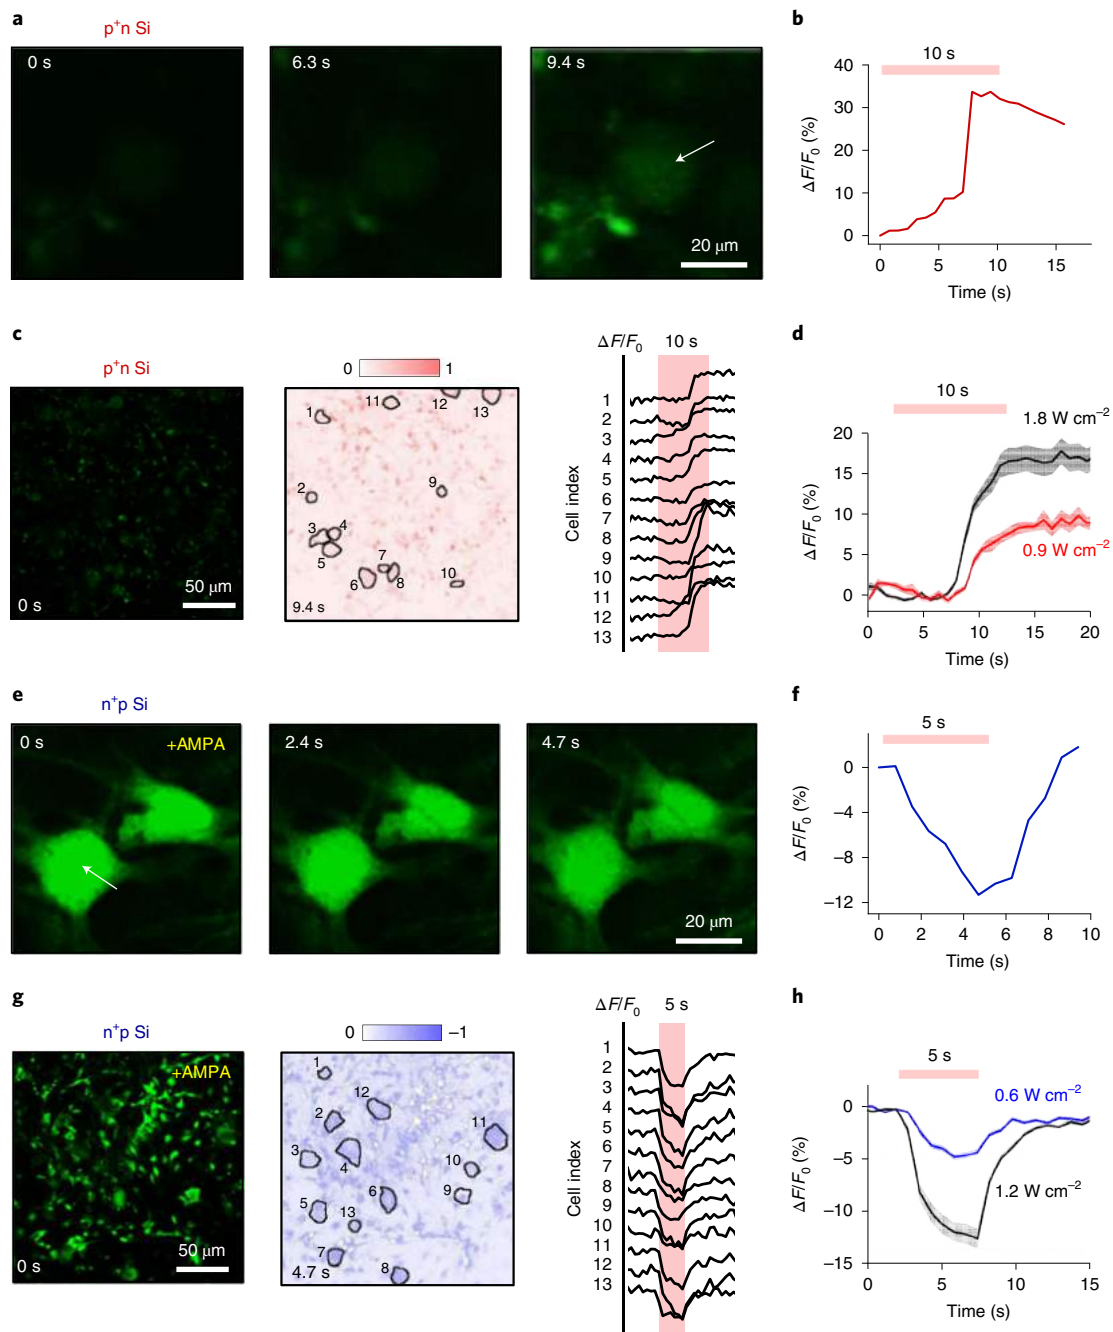 a
p⁺n Si
0 s
6.3 s
9.4 s
20 μm
b
10 s
ΔF/F₀ (%)
40
30
20
10
0
0 5 10 15
Time (s)
c
p⁺n Si
0 s
50 μm
0 1
1
2
3
4
5
6
7
8
9
10
11
12
13
9.4 s
ΔF/F₀ 10 s
Cell index
1
2
3
4
5
6
7
8
9
10
11
12
13
d
10 s
1.8 W cm⁻²
0.9 W cm⁻²
ΔF/F₀ (%)
20
15
10
5
0
0 5 10 15 20
Time (s)
e
n⁺p Si
0 s
+AMPA
2.4 s
4.7 s
20 μm
f
5 s
ΔF/F₀ (%)
0
−4
−8
−12
0 2 4 6 8 10
Time (s)
g
n⁺p Si
+AMPA
0 s
50 μm
0 −1
1
12
2
11
3
4
10
6
9
5
13
7
8
4.7 s
ΔF/F₀ 5 s
Cell index
1
2
3
4
5
6
7
8
9
10
11
12
13
h
5 s
0.6 W cm⁻²
1.2 W cm⁻²
ΔF/F₀ (%)
0
−5
−10
−15
0 5 10 15
Time (s)